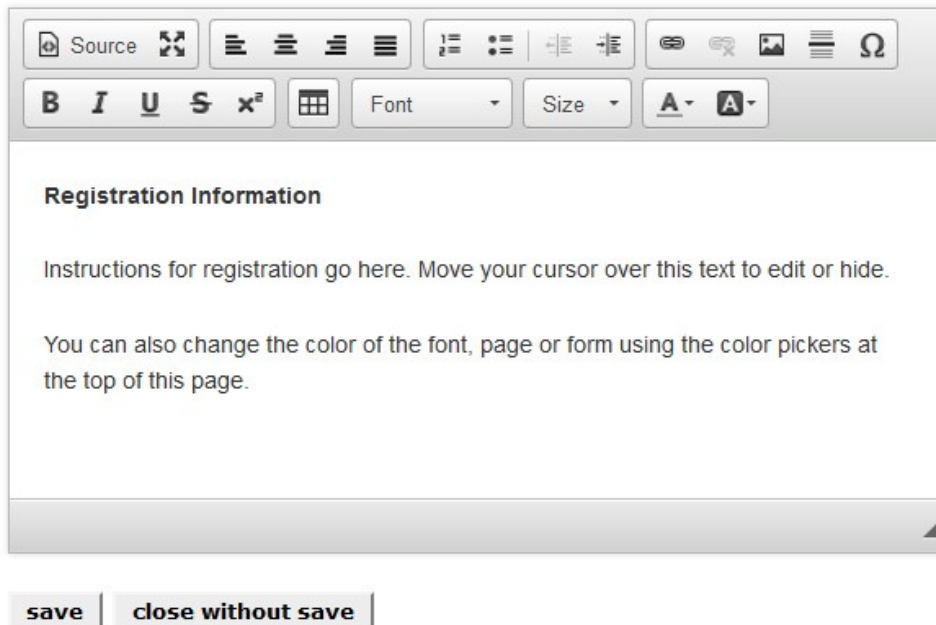 Source
B I U S x²
Font
Size
A
A
Ω
Registration Information
Instructions for registration go here. Move your cursor over this text to edit or hide.
You can also change the color of the font, page or form using the color pickers at
the top of this page.
save
close without save